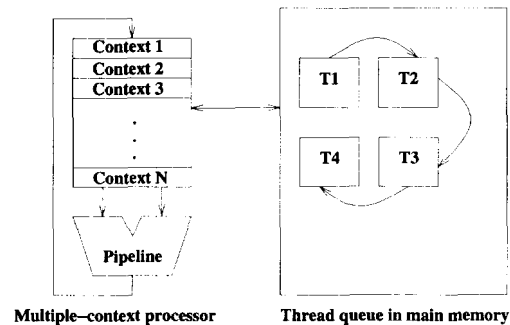 Context 1
Context 2
Context 3
Context N
Pipeline
Multiple-context processor
T1
T2
T4
T3
Thread queue in main memory